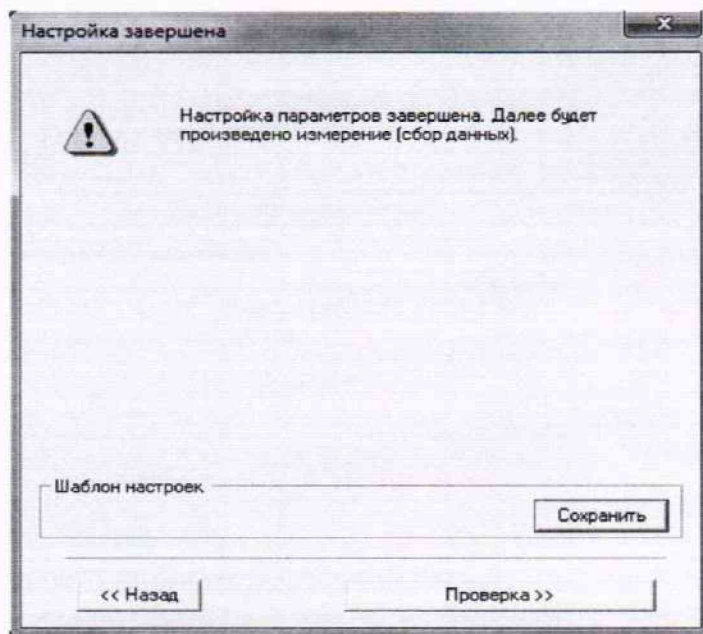 Настройка завершена
Настройка параметров завершена. Далее будет
произведено измерение (сбор данных).
Шаблон настроек
Сохранить
<< Назад
Проверка >>